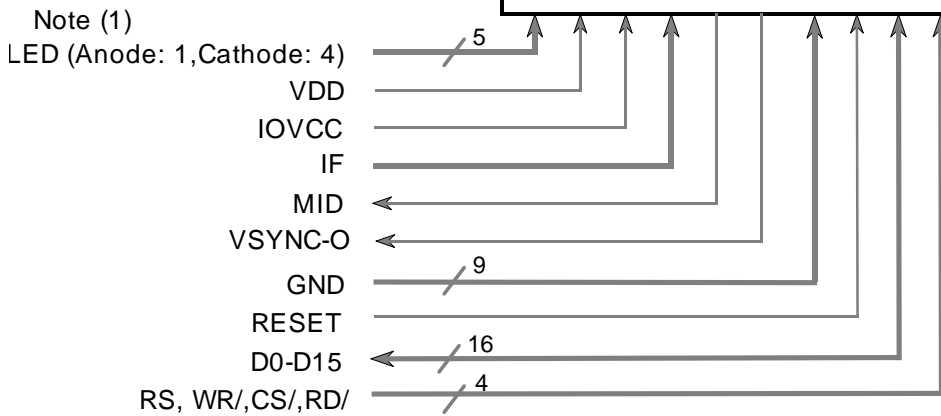 Note (1)
LED (Anode: 1,Cathode: 4)
5
VDD
IOVCC
IF
MID
VSYNC-O
GND
9
RESET
D0-D15
16
RS, WR/,CS/,RD/
4